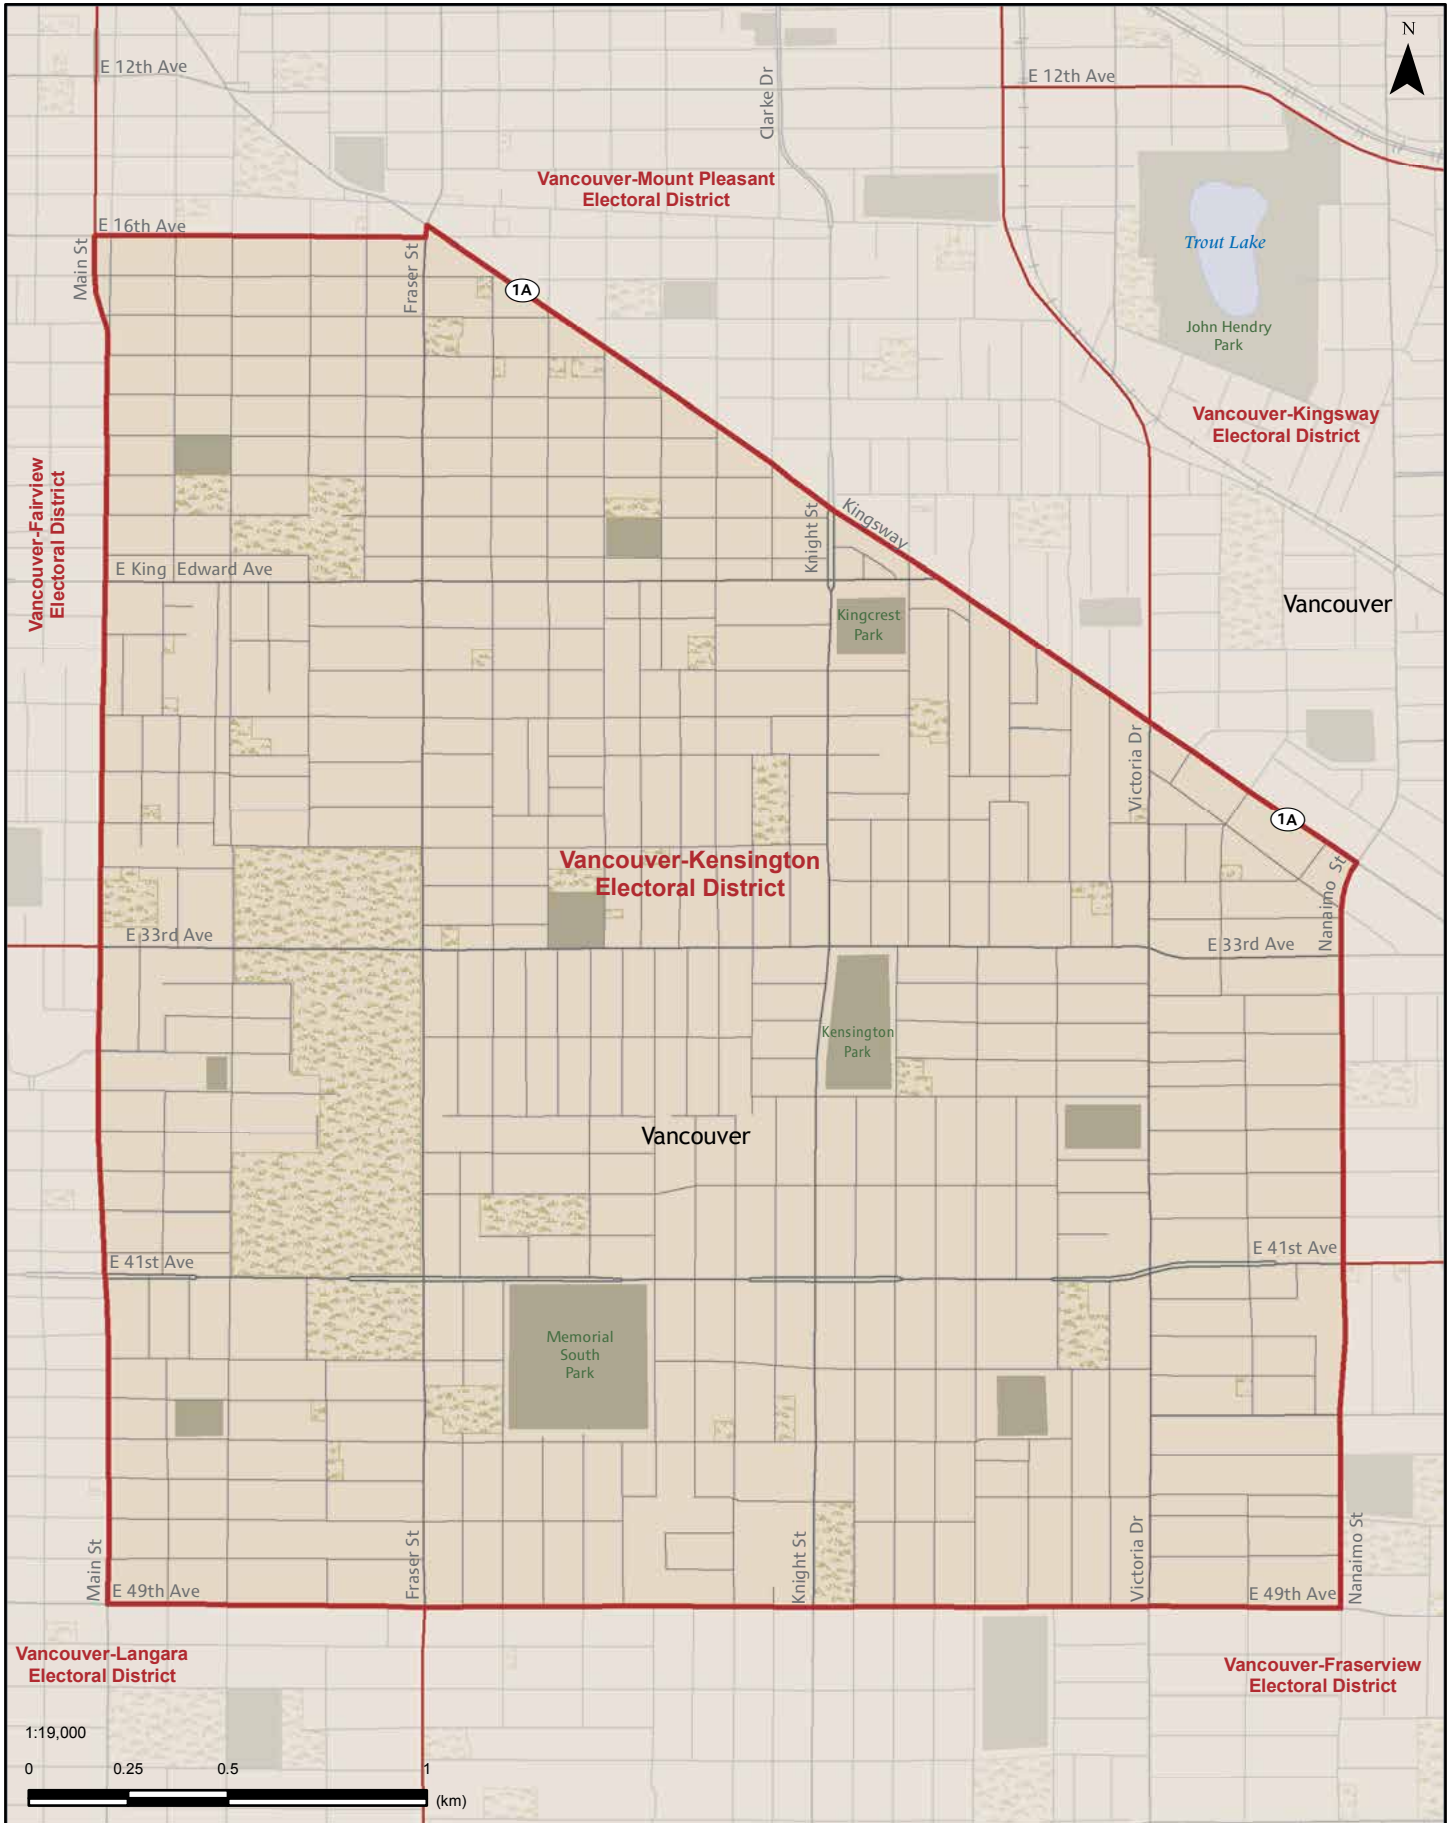 N
E 12th Ave
E 12th Ave
Clarke Dr
Vancouver-Mount Pleasant
Electoral District
E 16th Ave
Main St
Fraser St
1A
Trout Lake
John Hendry
Park
Vancouver-Kingsway
Electoral District
Vancouver-Fairview
Electoral District
Knight St
Kingsway
E King Edward Ave
Kingcrest
Park
Vancouver
Victoria Dr
1A
Vancouver-Kensington
Electoral District
Nanaimo St
E 33rd Ave
E 33rd Ave
Kensington
Park
Vancouver
E 41st Ave
E 41st Ave
Memorial
South
Park
Main St
Fraser St
Knight St
Victoria Dr
Nanaimo St
E 49th Ave
E 49th Ave
Vancouver-Langara
Electoral District
Vancouver-Fraserview
Electoral District
1:19,000
0 0.25 0.5 1
(km)